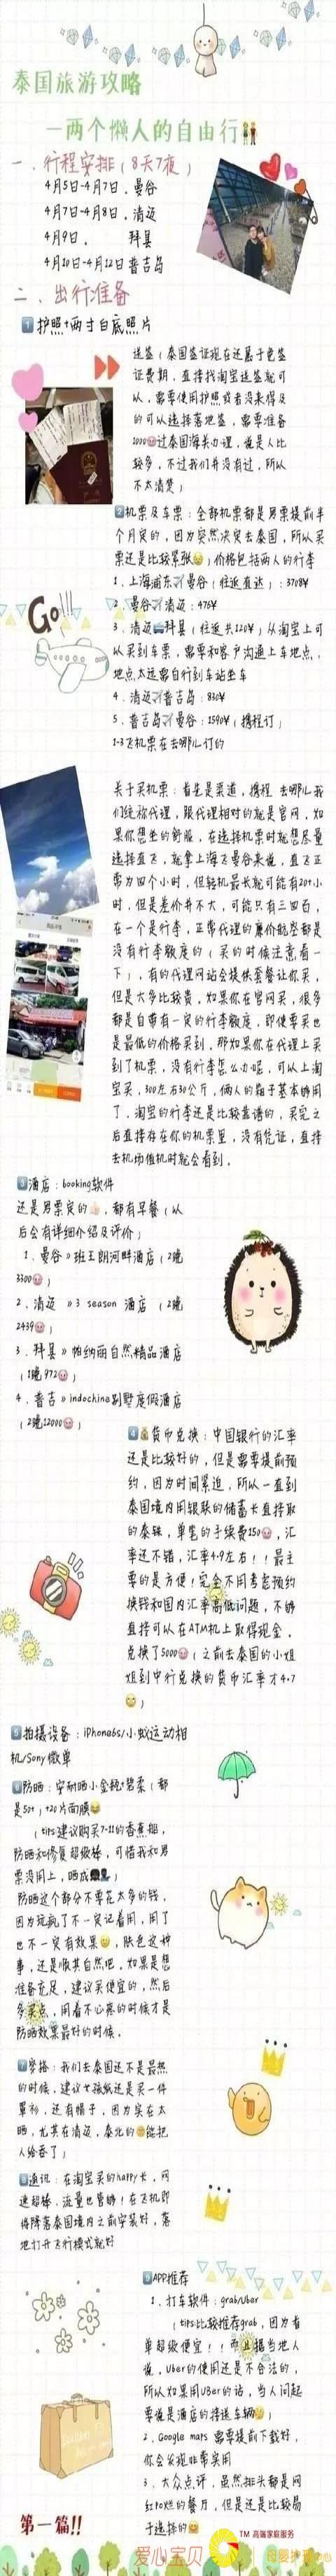 泰国旅游攻略
—两个懒人的自由行
一、行程安排(8天7夜)
4月5日-4月7日，曼谷
4月7日-4月8日，清迈
4月9日， 拜县
4月10日-4月12日普吉岛
二、出行准备
1 护照+两寸白底照片
送签(泰国签证现在还属于免签
证费期，直接找淘宝送签就可
以，需要使用护照或者没来得及
的可以选择落地签，需要准备
1000 过泰国海关办理，说是人比
较多，不过我们并没有过，所以
不太清楚)
2 机票及车票：全部机票都是男票提前半
个月买的，因为突然决定去泰国，所以买
票还是比较紧张 )价格包括两人的行李
1、上海浦东 曼谷(往返直达)：3708¥
2、曼谷 清迈：476¥
3、清迈 拜县(往返共120¥)从淘宝上可
以买到车票，需要和客户沟通上车地点，
地点太远需自行到车站坐车
4、清迈 普吉岛：830¥
5、普吉岛 曼谷：1590¥(携程订)
1-3飞机票在去哪儿订的
Go!!!
关于买机票：首先是渠道，携程 去哪儿我
们统称代理，跟代理相对的就是官网，如
果你想坐的舒服，在选择机票时就想尽量
选择直飞，就拿上海飞曼谷来说，直飞正
常为四个小时，但转机最长就可能有20+小
时，但是差价并不大，可能只有三四百，
在一个是行李，正常代理的廉价航空都是
没有行李额度的(买的时候注意看一
下)，有的代理网站会提供套餐让你买，
但是大多比较贵，如果你在官网买，很多
都是自带有一定的行李额度，即使要买也
是最低的价格买到，那如果你在代理上买
到了机票，没有行李怎么办呢，可以上淘
宝买，300左右30公斤，俩人的箱子基本够用
了，淘宝的行李还是比较靠谱的，买完之
后直接存在你的机票里，没有凭证，直接
去机场值机时就会看到。
3 酒店：booking软件
还是男票定的 ，都有早餐(以
后会有详细介绍及评价)
1、曼谷»班王朗河畔酒店(2晚
3300 )
2、清迈 »3 season 酒店 (2晚
2439 )
3、拜县»帕纳丽自然精品酒店
(1晚972 )
4、普吉»indochine别墅度假酒店
(2晚12000 )
4 货币兑换：中国银行的汇率
还是比较好的，但是需要提前预
约，因为时间紧迫，所以一直到
泰国境内用银联的储蓄卡直接取
的泰铢，单笔的手续费150 ，汇
率还不错，汇率4.9左右！！最主
要的是方便！完全不用考虑预约
换钱和国内汇率高低问题，不够
直接可以在ATM机上取得现金。
兑换了5000 (之前去泰国的小姐
姐到中行兑换的货币汇率才4.7
)
5 拍摄设备：iPhone6s/小蚁运动相
机/Sony微单
6 防晒：安耐晒小金瓶+碧柔(都
是50+)+20片面膜
(tips建议购买7-11的香蕉船，
防晒和修复超级棒，可惜我和男
票没用上，晒成 )
防晒这个部分不要花太多的钱，
因为玩疯了不一定记着用，用了
也不一定有效果 ，肤色这种
事，还是顺其自然吧。如果是想
准备充足，建议买便宜的，然后
多买点，用着不心疼的时候才是
防晒效果最好的时候。
7 穿搭：我们去泰国还不是最热
的时候，建议女孩纸还是买一件
罩衫，还有帽子，因为实在太
晒，尤其在清迈，泰北的 能把
人给吞了)
8 通讯：在淘宝买的happy卡，网
速超棒，流量也管够！在飞机即
将降落泰国境内之前安装好，落
地打开飞行模式就好
9 APP推荐
1、打车软件：grab/Uber
(tips比较推荐grab，因为有
单超级便宜！！而且据当地人
说，Uber的使用还是不合法的，
所以如果用UBer的话，当人问起
要说是酒店的接送车辆 )
2、Google maps 需要提前下载好，
你会发现非常实用
3、大众点评，虽然排头都是网
红和烂的餐厅，但是还是比较易
于选择的
第一篇!!
爱心宝贝
TM 高端家庭服务
母婴护理中心